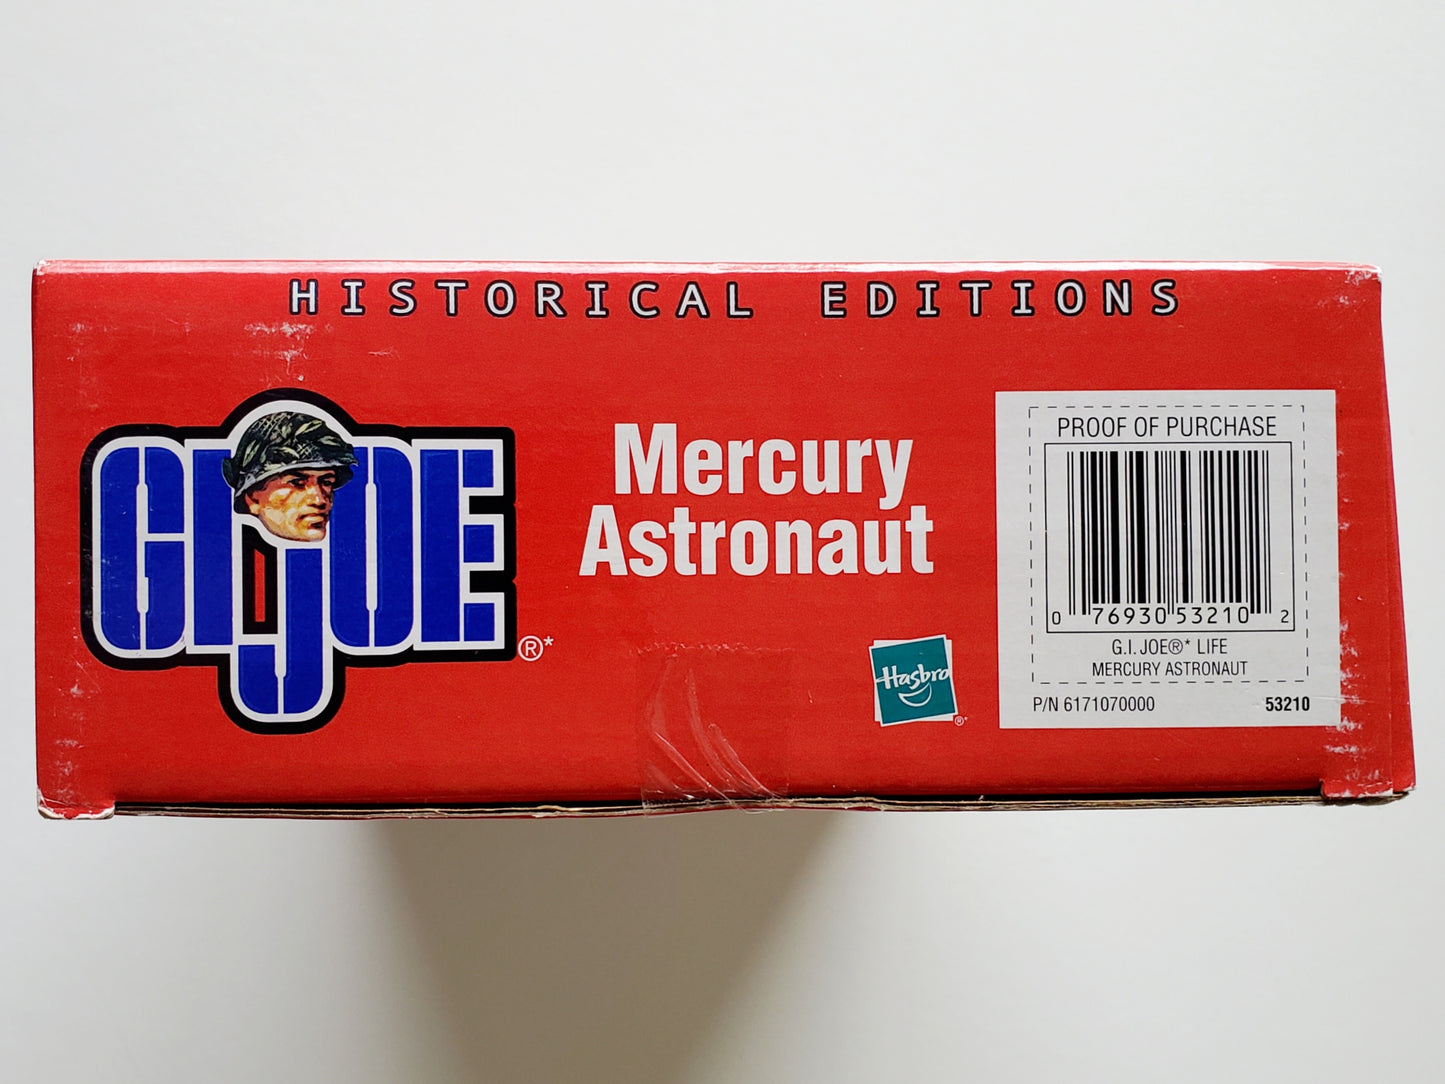 HISTORICAL EDITIONS
GI JOE ®*
Mercury
Astronaut
Hasbro ®*
PROOF OF PURCHASE
0 76930 53210 2
G.I. JOE®* LIFE
MERCURY ASTRONAUT
P/N 6171070000 53210